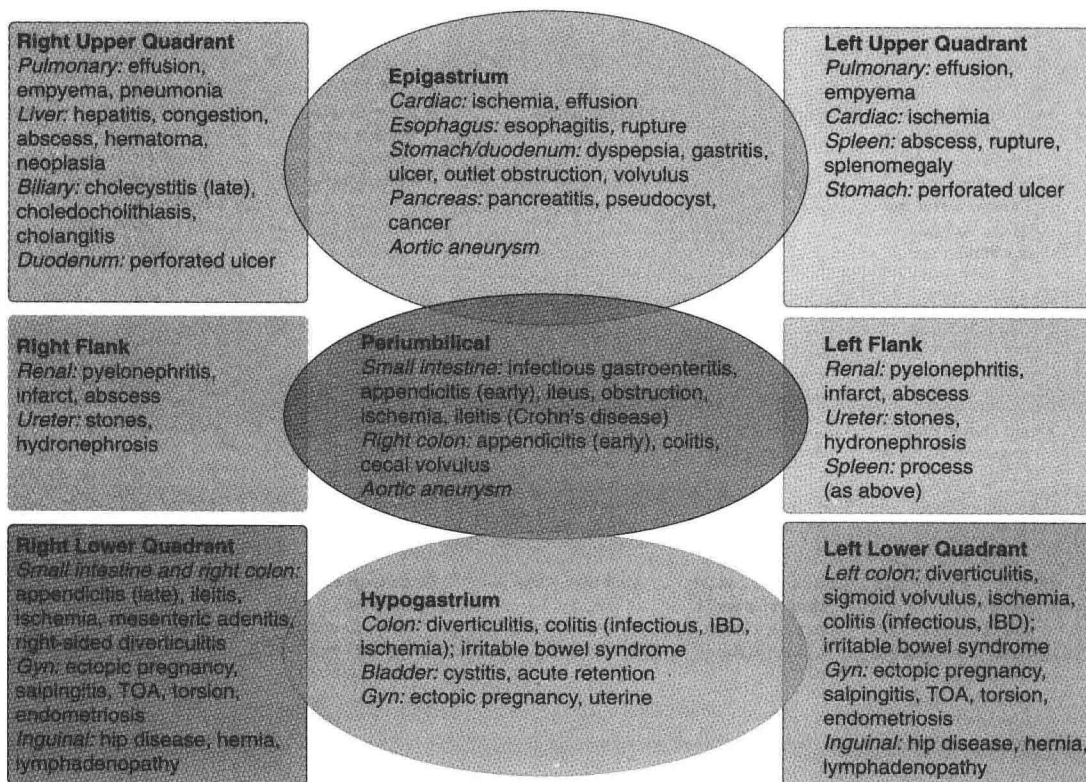 Right Upper Quadrant
Pulmonary: effusion,
empyema, pneumonia
Liver: hepatitis, congestion,
abscess, hematoma,
neoplasia
Biliary: cholecystitis (late),
choledocholithiasis,
cholangitis
Duodenum: perforated ulcer
Epigastrium
Cardiac: ischemia, effusion
Esophagus: esophagitis, rupture
Stomach/duodenum: dyspepsia, gastritis,
ulcer, outlet obstruction, volvulus
Pancreas: pancreatitis, pseudocyst,
cancer
Aortic aneurysm
Left Upper Quadrant
Pulmonary: effusion,
empyema
Cardiac: ischemia
Spleen: abscess, rupture,
splenomegaly
Stomach: perforated ulcer
Right Flank
Renal: pyelonephritis,
infarct, abscess
Ureter: stones,
hydronephrosis
Periumbilical
Small intestine: infectious gastroenteritis,
appendicitis (early), ileus, obstruction,
ischemia, ileitis (Crohn's disease)
Right colon: appendicitis (early), colitis,
cecal volvulus
Aortic aneurysm
Left Flank
Renal: pyelonephritis,
infarct, abscess
Ureter: stones,
hydronephrosis
Spleen: process
(as above)
Right Lower Quadrant
Small intestine and right colon:
appendicitis (late), ileitis,
ischemia, mesenteric adenitis,
right-sided diverticulitis
Gyn: ectopic pregnancy,
salpingitis, TOA, torsion,
endometriosis
Inguinal: hip disease, hernia,
lymphadenopathy
Hypogastrium
Colon: diverticulitis, colitis (infectious, IBD,
ischemia); irritable bowel syndrome
Bladder: cystitis, acute retention
Gyn: ectopic pregnancy, uterine
Left Lower Quadrant
Left colon: diverticulitis,
sigmoid volvulus, ischemia,
colitis (infectious, IBD);
irritable bowel syndrome
Gyn: ectopic pregnancy,
salpingitis, TOA, torsion,
endometriosis
Inguinal: hip disease, hernia,
lymphadenopathy